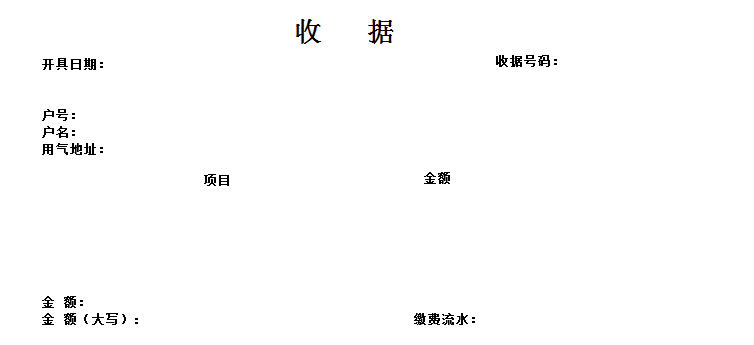 收 据
开具日期： 收据号码：
户号：
户名：
用气地址：
项目 金额
金 额：
金 额（大写）： 缴费流水：